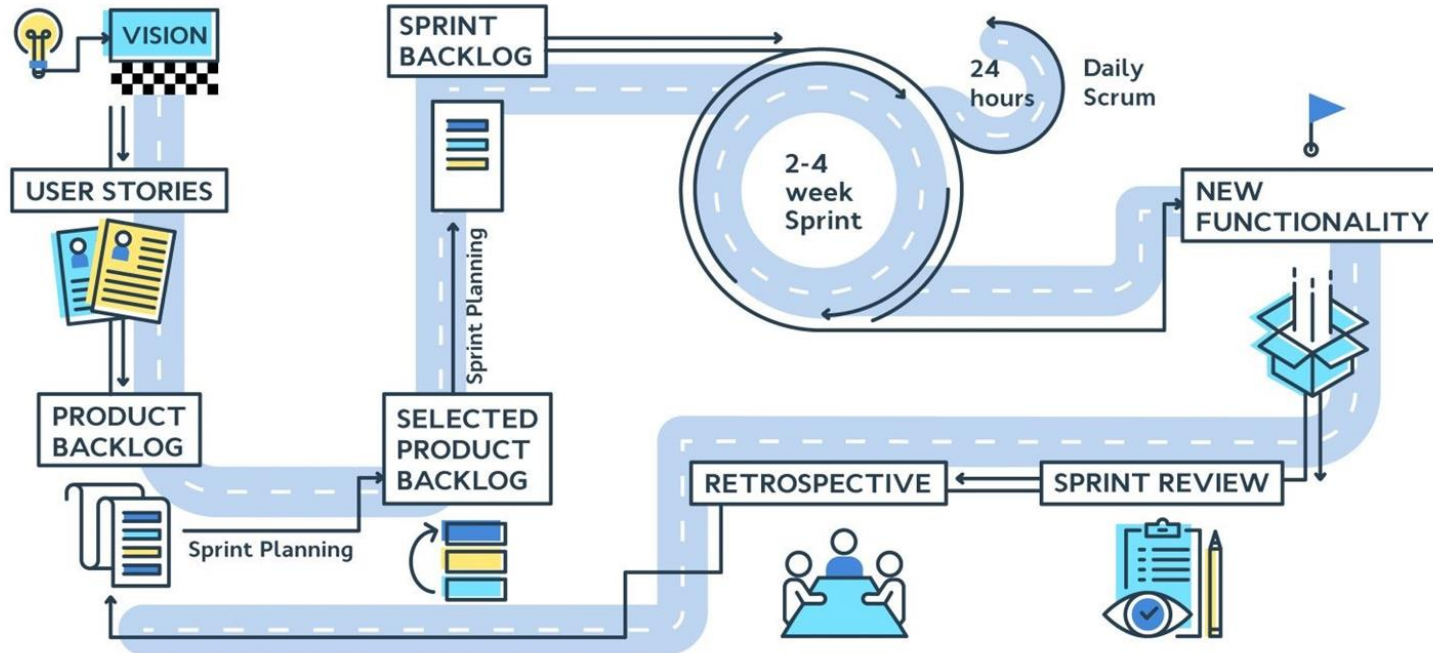 VISION
USER STORIES
PRODUCT
BACKLOG
Sprint Planning
SELECTED
PRODUCT
BACKLOG
Sprint Planning
SPRINT
BACKLOG
2-4
week
Sprint
24
hours
Daily
Scrum
NEW
FUNCTIONALITY
SPRINT REVIEW
RETROSPECTIVE